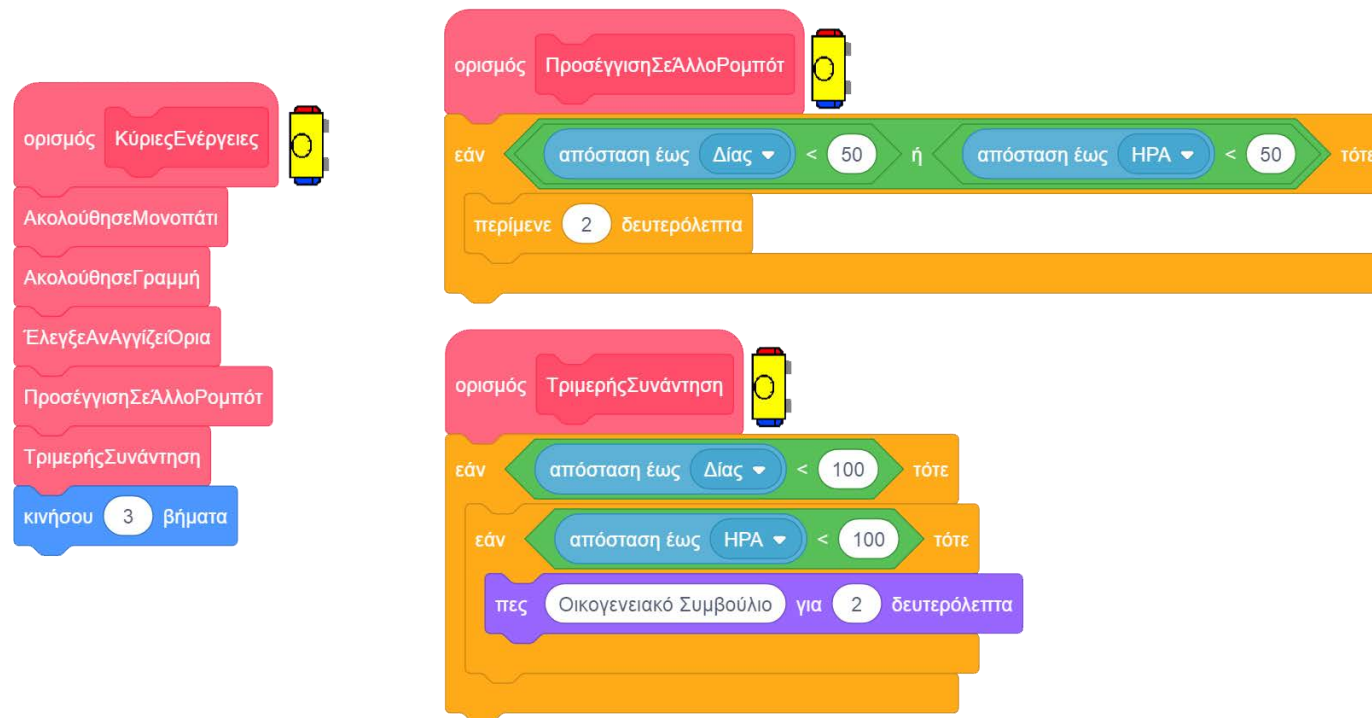 ορισμός ΚύριεςΕνέργειες
ΑκολούθησεΜονοπάτι
ΑκολούθησεΓραμμή
ΈλεγξεΑνΑγγίζειΌρια
ΠροσέγγισηΣεΆλλοΡομπότ
ΤριμερήςΣυνάντηση
κινήσου 3 βήματα
ορισμός ΠροσέγγισηΣεΆλλοΡομπότ
εάν απόσταση έως Δίας < 50 ή απόσταση έως ΗΡΑ < 50 τότε
περίμενε 2 δευτερόλεπτα
ορισμός ΤριμερήςΣυνάντηση
εάν απόσταση έως Δίας < 100 τότε
εάν απόσταση έως ΗΡΑ < 100 τότε
πες Οικογενειακό Συμβούλιο για 2 δευτερόλεπτα